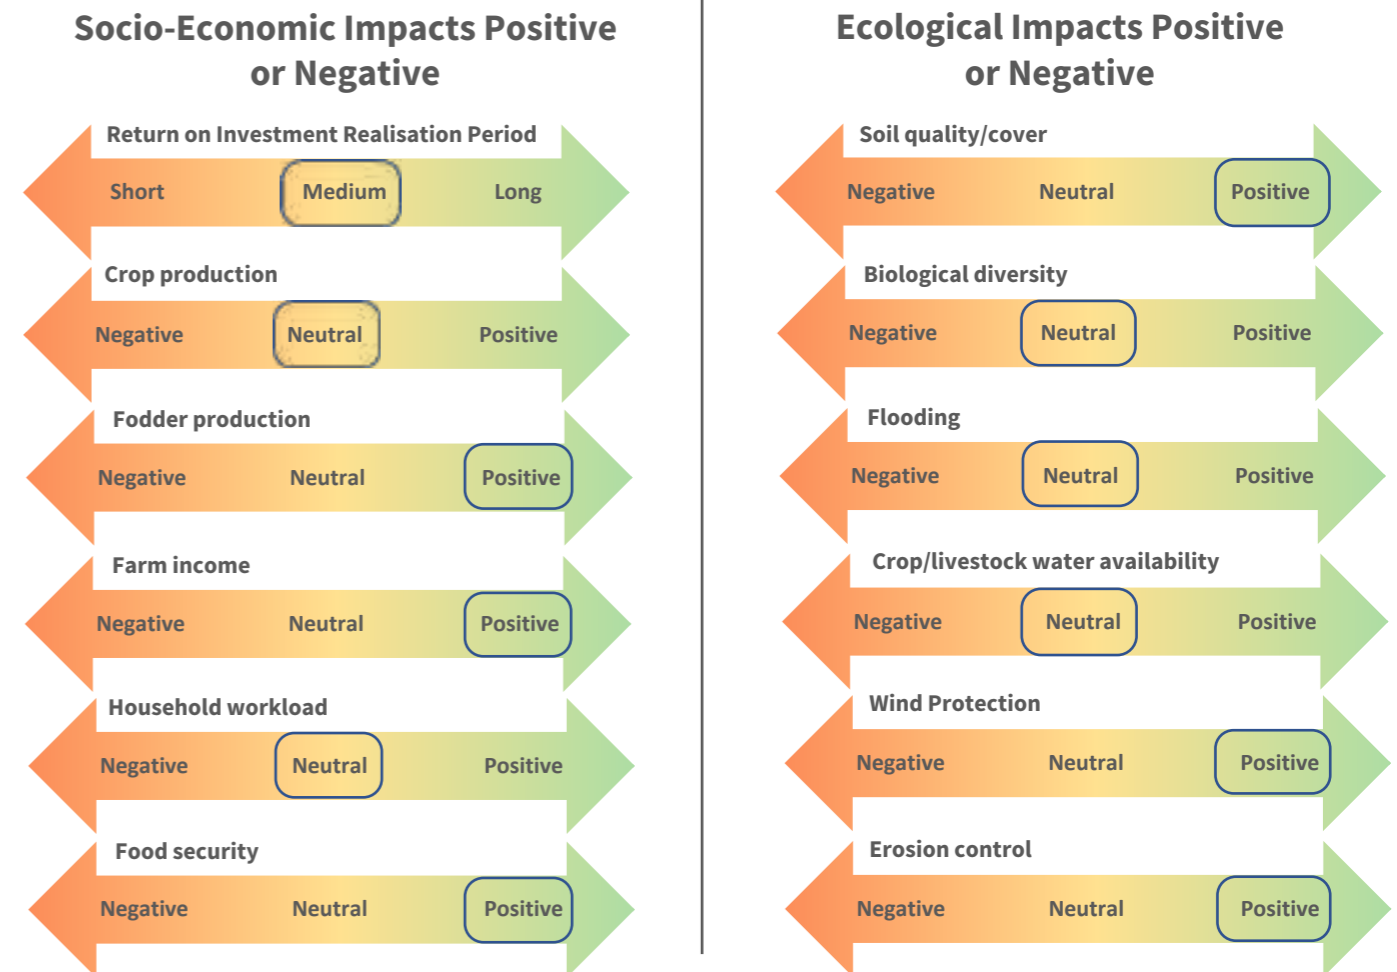 Socio-Economic Impacts Positive
or Negative
Return on Investment Realisation Period
Short Medium Long
Crop production
Negative Neutral Positive
Fodder production
Negative Neutral Positive
Farm income
Negative Neutral Positive
Household workload
Negative Neutral Positive
Food security
Negative Neutral Positive
Ecological Impacts Positive
or Negative
Soil quality/cover
Negative Neutral Positive
Biological diversity
Negative Neutral Positive
Flooding
Negative Neutral Positive
Crop/livestock water availability
Negative Neutral Positive
Wind Protection
Negative Neutral Positive
Erosion control
Negative Neutral Positive